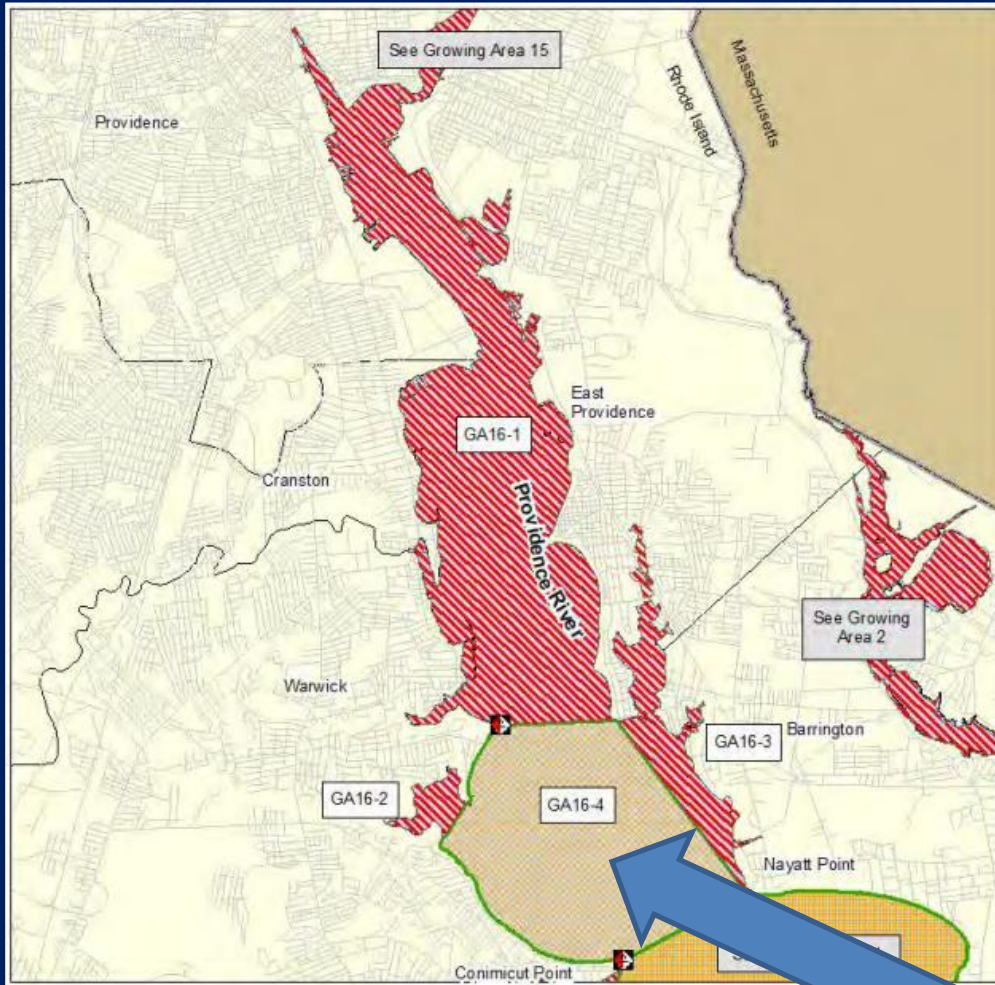 See Growing Area 15
Massachusetts
Rhode Island
Providence
East
Providence
GA16-1
Cranston
Providence River
See Growing
Area 2
Warwick
Barrington
GA16-3
GA16-2
GA16-4
Nayatt Point
Conimicut Point